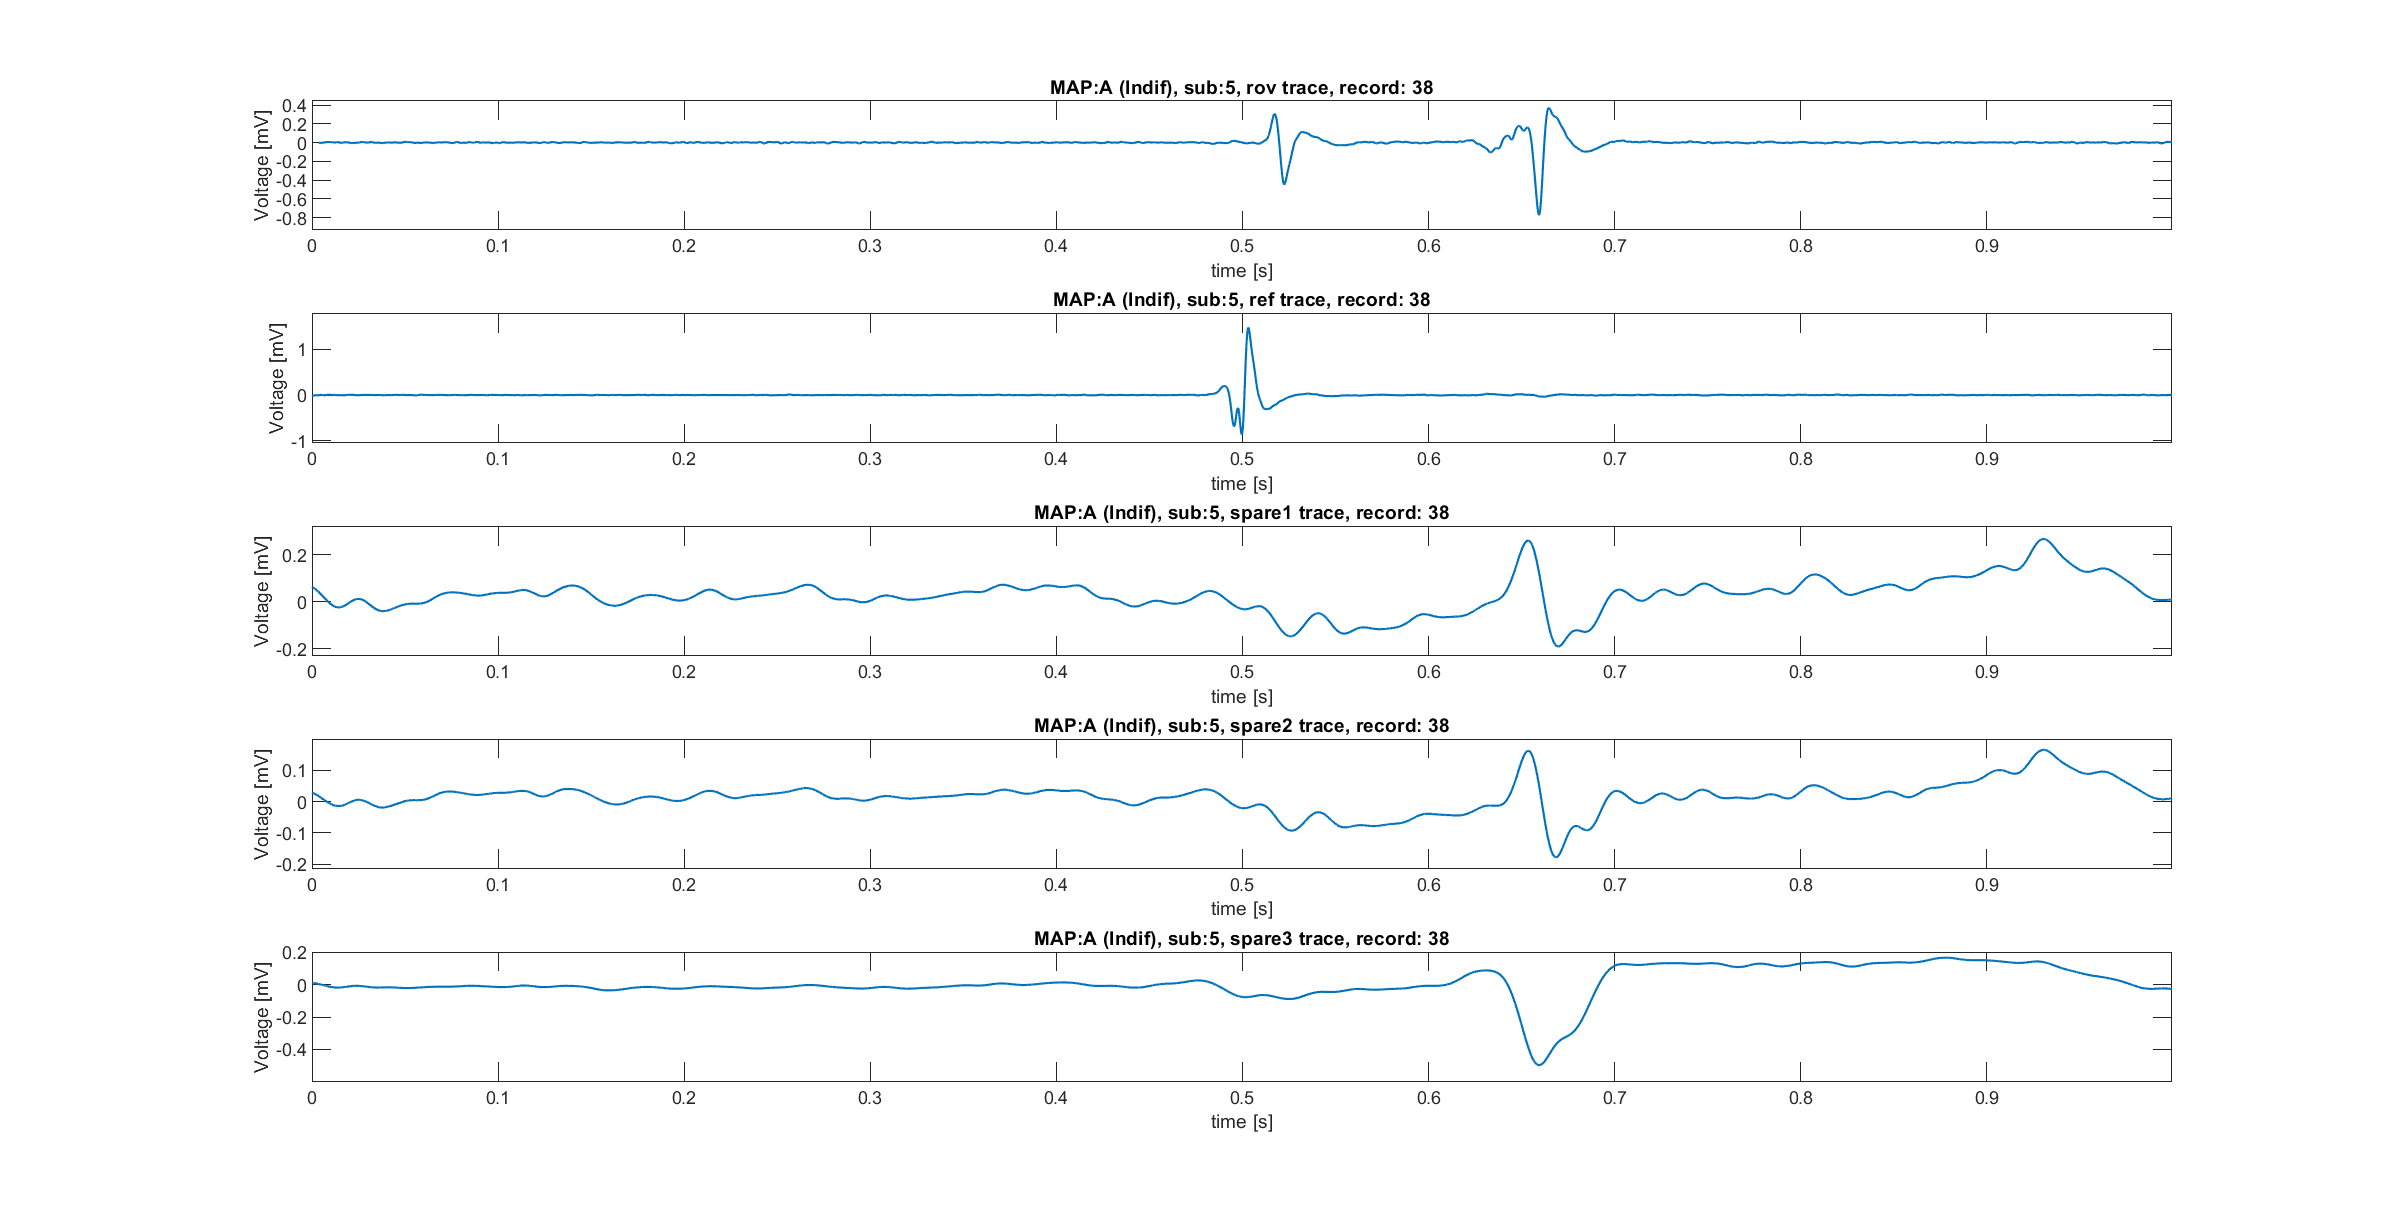 MAP:A (Indif), sub:5, rov trace, record: 38
Voltage [mV]
0.4
0.2
0
-0.2
-0.4
-0.6
-0.8
0 0.1 0.2 0.3 0.4 0.5 0.6 0.7 0.8 0.9
time [s]
MAP:A (Indif), sub:5, ref trace, record: 38
Voltage [mV]
1
0
-1
0 0.1 0.2 0.3 0.4 0.5 0.6 0.7 0.8 0.9
time [s]
MAP:A (Indif), sub:5, spare1 trace, record: 38
Voltage [mV]
0.2
0
-0.2
0 0.1 0.2 0.3 0.4 0.5 0.6 0.7 0.8 0.9
time [s]
MAP:A (Indif), sub:5, spare2 trace, record: 38
Voltage [mV]
0.1
0
-0.1
-0.2
0 0.1 0.2 0.3 0.4 0.5 0.6 0.7 0.8 0.9
time [s]
MAP:A (Indif), sub:5, spare3 trace, record: 38
Voltage [mV]
0.2
0
-0.2
-0.4
0 0.1 0.2 0.3 0.4 0.5 0.6 0.7 0.8 0.9
time [s]